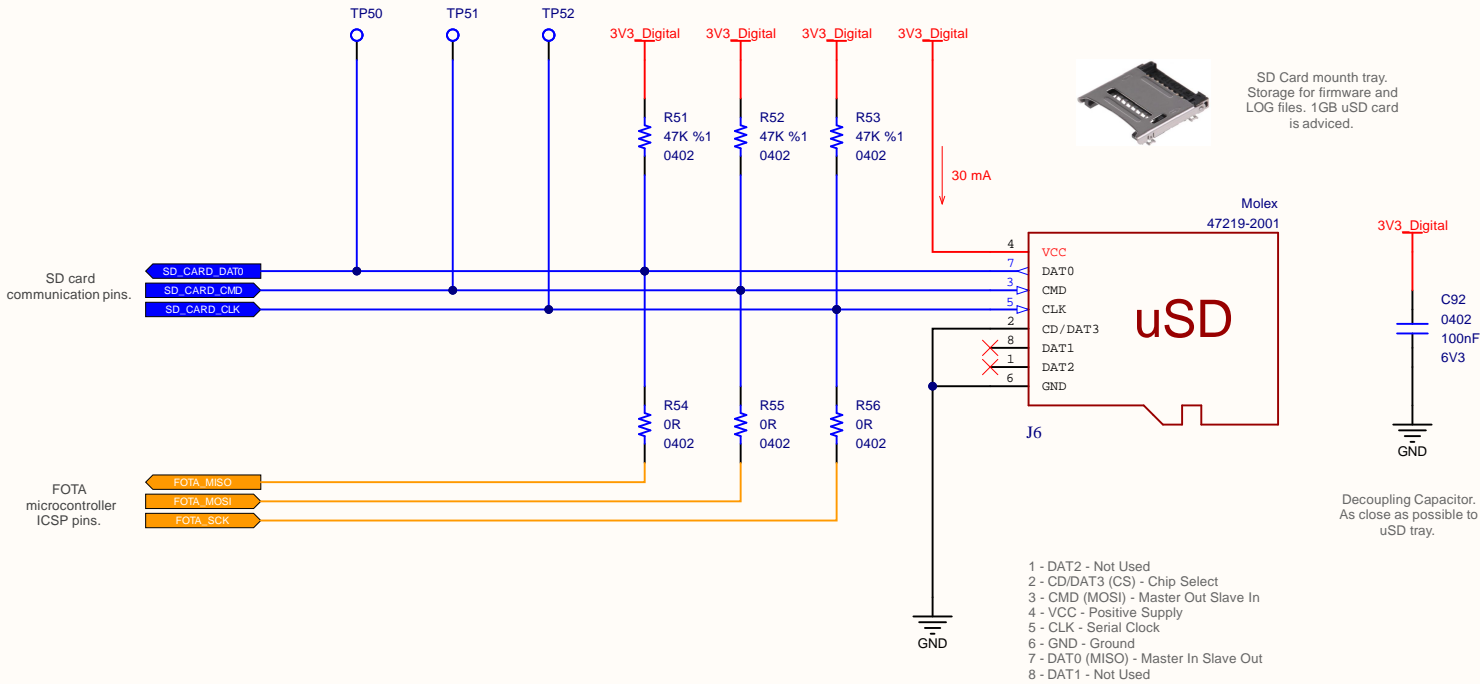 TP50
TP51
TP52
3V3_Digital
3V3_Digital
3V3_Digital
3V3_Digital
SD Card mounth tray.
Storage for firmware and
LOG files. 1GB uSD card
is adviced.
R51
47K %1
0402
R52
47K %1
0402
R53
47K %1
0402
30 mA
Molex
47219-2001
3V3_Digital
SD card
communication pins.
SD_CARD_DAT0
SD_CARD_CMD
SD_CARD_CLK
4
VCC
7
DAT0
3
CMD
5
CLK
2
CD/DAT3
8
DAT1
1
DAT2
6
GND
uSD
J6
C92
0402
100nF
6V3
GND
R54
0R
0402
R55
0R
0402
R56
0R
0402
FOTA
microcontroller
ICSP pins.
FOTA_MISO
FOTA_MOSI
FOTA_SCK
Decoupling Capacitor.
As close as possible to
uSD tray.
GND
1 - DAT2 - Not Used
2 - CD/DAT3 (CS) - Chip Select
3 - CMD (MOSI) - Master Out Slave In
4 - VCC - Positive Supply
5 - CLK - Serial Clock
6 - GND - Ground
7 - DAT0 (MISO) - Master In Slave Out
8 - DAT1 - Not Used